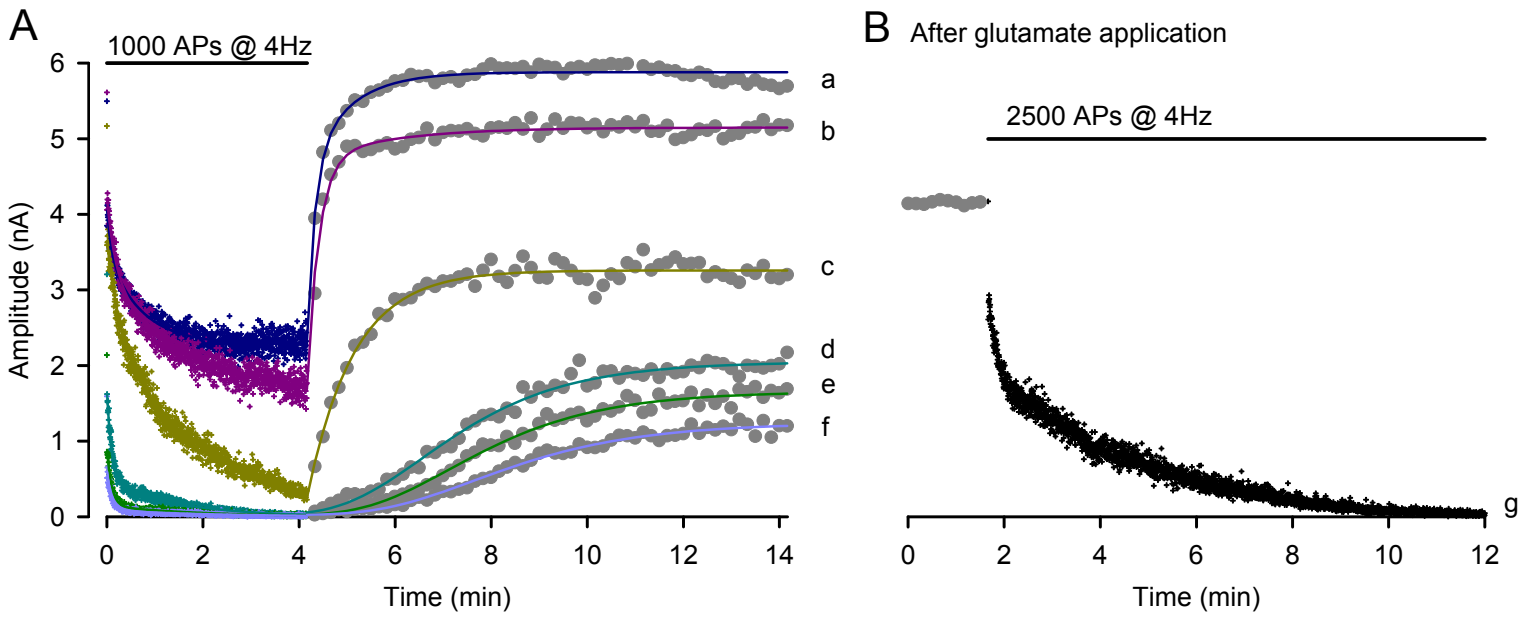 A
1000 APs @ 4Hz
6
5
4
3
2
1
0
Amplitude (nA)
0 2 4 6 8 10 12 14
Time (min)
a
b
c
d
e
f
B After glutamate application
2500 APs @ 4Hz
g
0 2 4 6 8 10 12
Time (min)